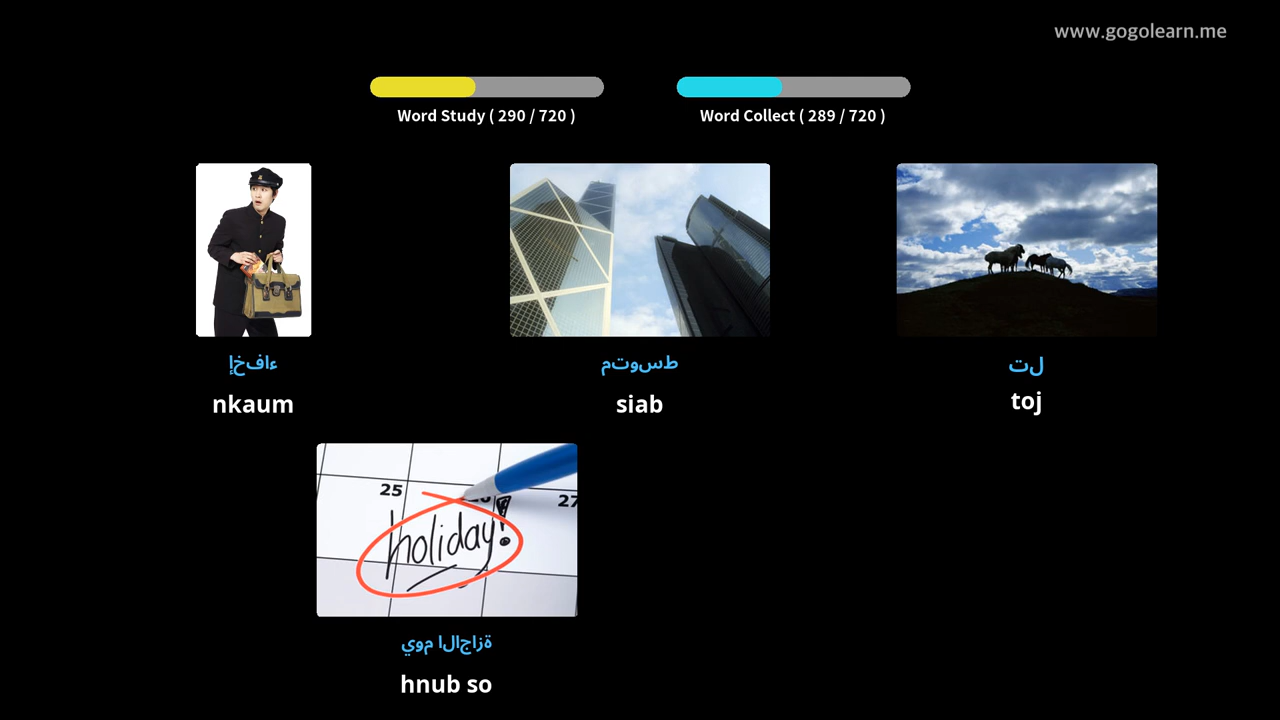 www.gogolearn.me
Word Study ( 290 / 720 )
Word Collect ( 289 / 720 )
إخفاء
nkaum
متوسط
siab
تل
toj
25
27
holiday!
يوم الاجازة
hnub so